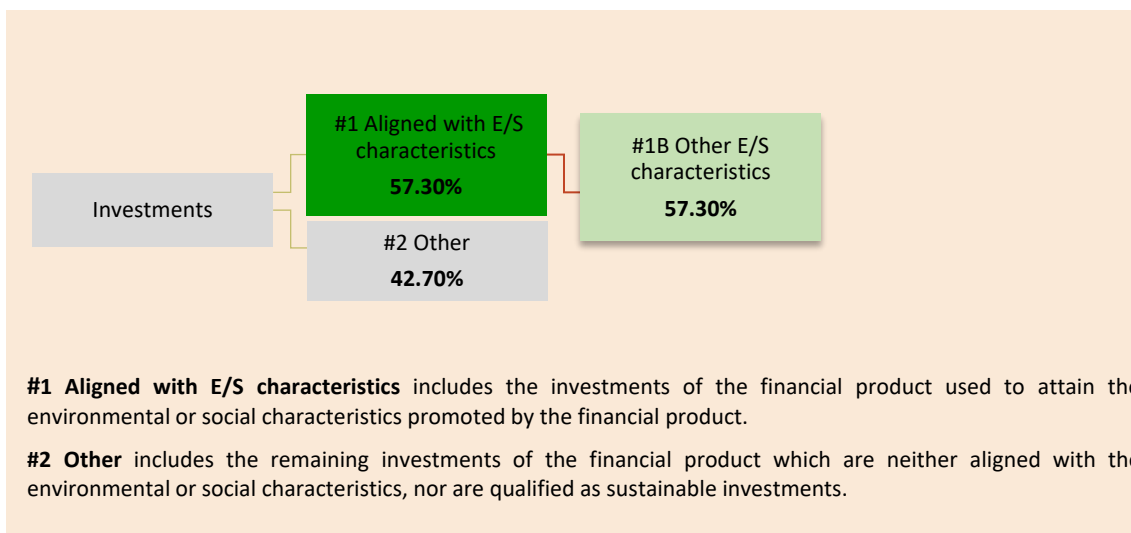 #1 Aligned with E/S
characteristics
57.30%
#1B Other E/S
characteristics
57.30%
Investments
#2 Other
42.70%
#1 Aligned with E/S characteristics includes the investments of the financial product used to attain
environmental or social characteristics promoted by the financial product.
#2 Other includes the remaining investments of the financial product which are neither aligned with
environmental or social characteristics, nor are qualified as sustainable investments.